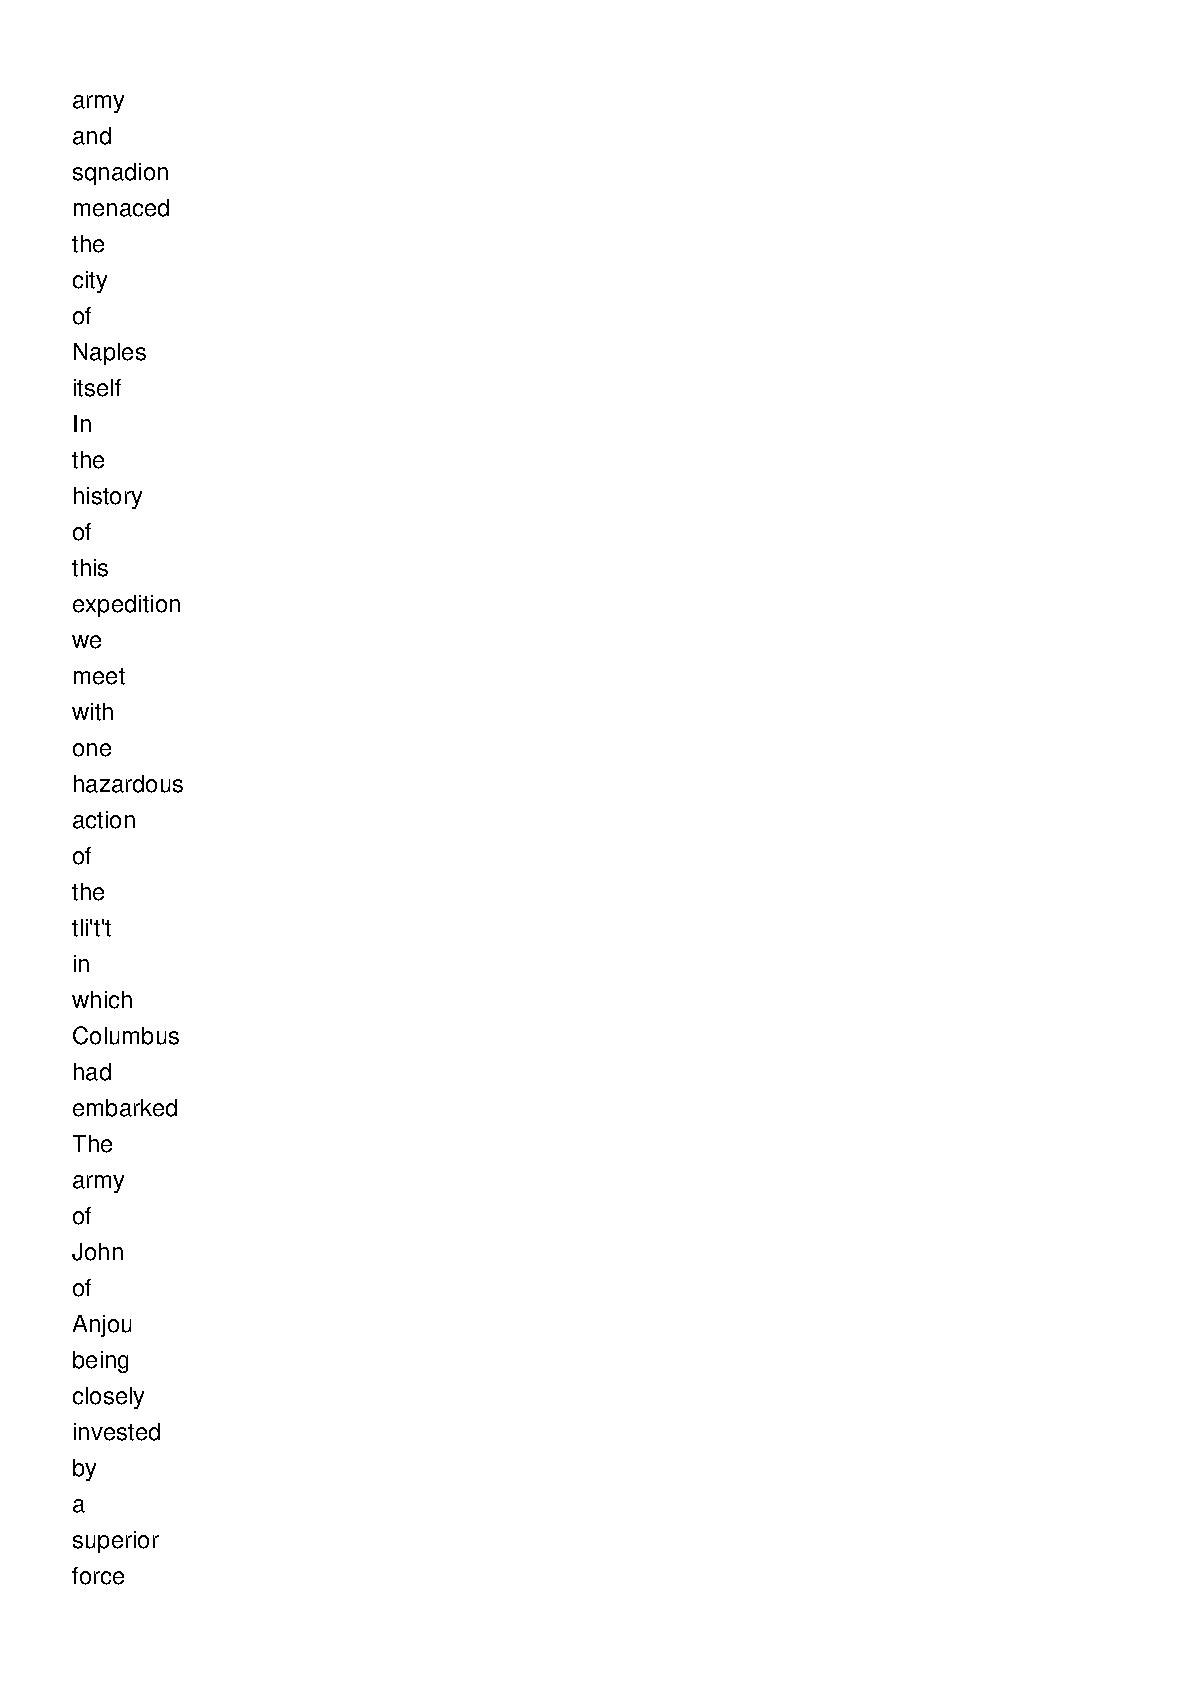 army
and
sqnadion
menaced
the
city
of
Naples
itself
In
the
history
of
this
expedition
we
meet
with
one
hazardous
action
of
the
tli't't
in
which
Columbus
had
embarked
The
army
of
John
of
Anjou
being
closely
invested
by
a
superior
force